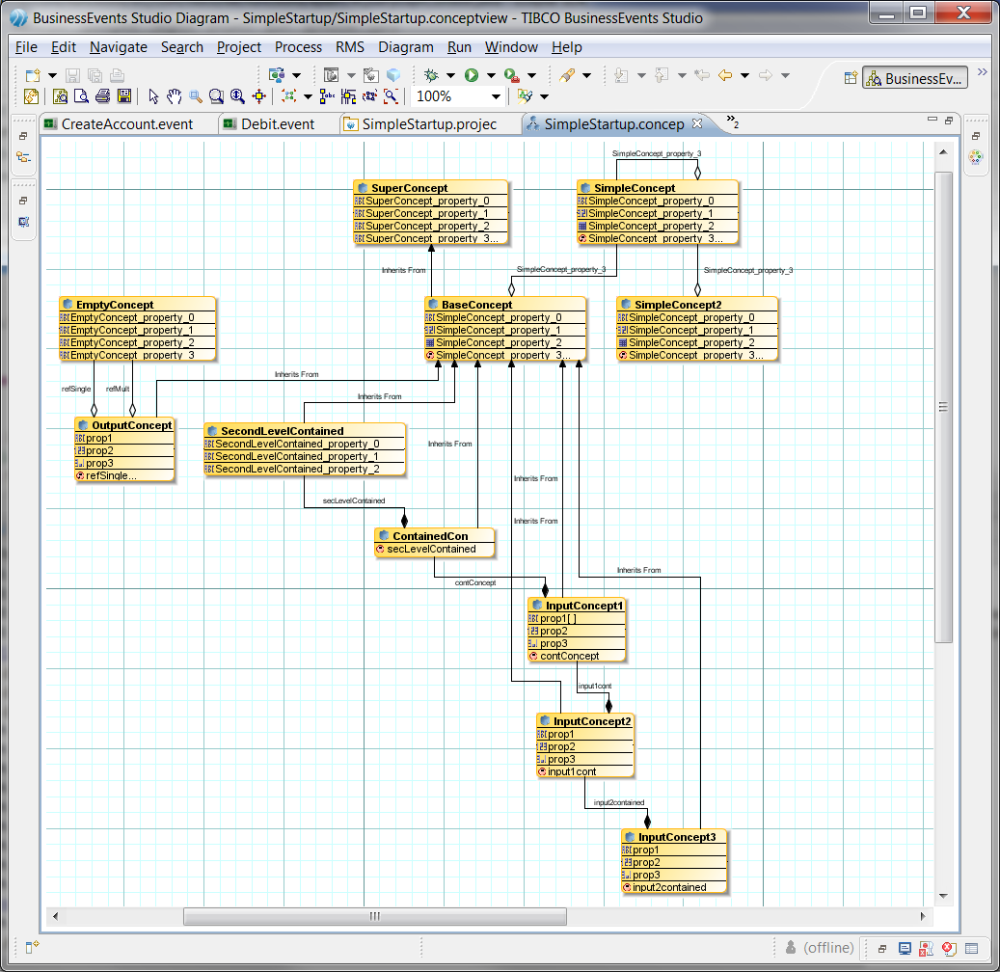 BusinessEvents Studio Diagram - SimpleStartup/SimpleStartup.conceptview - TIBCO BusinessEvents Studio
File Edit Navigate Search Project Process RMS Diagram Run Window Help
BusinessEv...
100%
CreateAccount.event
Debit.event
SimpleStartup.projec
SimpleStartup.concep
2
SimpleConcept_property_3
SuperConcept
SuperConcept_property_0
SuperConcept_property_1
SuperConcept_property_2
SuperConcept_property_3...
SimpleConcept
SimpleConcept_property_0
SimpleConcept_property_1
SimpleConcept_property_2
SimpleConcept_property_3...
Inherits From
SimpleConcept_property_3
SimpleConcept_property_3
EmptyConcept
EmptyConcept_property_0
EmptyConcept_property_1
EmptyConcept_property_2
EmptyConcept_property_3
BaseConcept
SimpleConcept_property_0
SimpleConcept_property_1
SimpleConcept_property_2
SimpleConcept_property_3...
SimpleConcept2
SimpleConcept_property_0
SimpleConcept_property_1
SimpleConcept_property_2
SimpleConcept_property_3...
Inherits From
refSingle
refMult
Inherits From
OutputConcept
prop1
prop2
prop3
refSingle...
SecondLevelContained
SecondLevelContained_property_0
SecondLevelContained_property_1
SecondLevelContained_property_2
Inherits From
Inherits From
secLevelContained
Inherits From
ContainedCon
secLevelContained
Inherits From
contConcept
InputConcept1
prop1[ ]
prop2
prop3
contConcept
input1cont
InputConcept2
prop1
prop2
prop3
input1cont
input2contained
InputConcept3
prop1
prop2
prop3
input2contained
(offline)